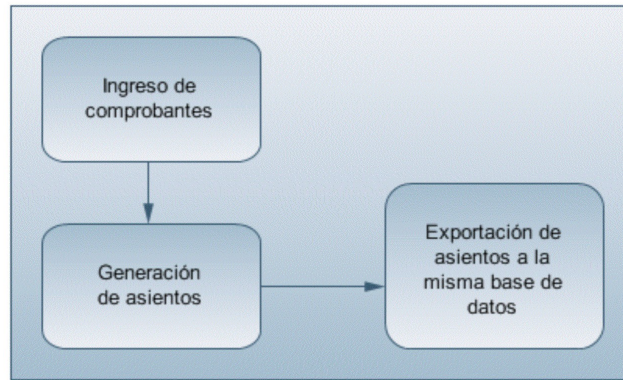 Ingreso de
comprobantes
Generación
de asientos
Exportación de
asientos a la
misma base de
datos